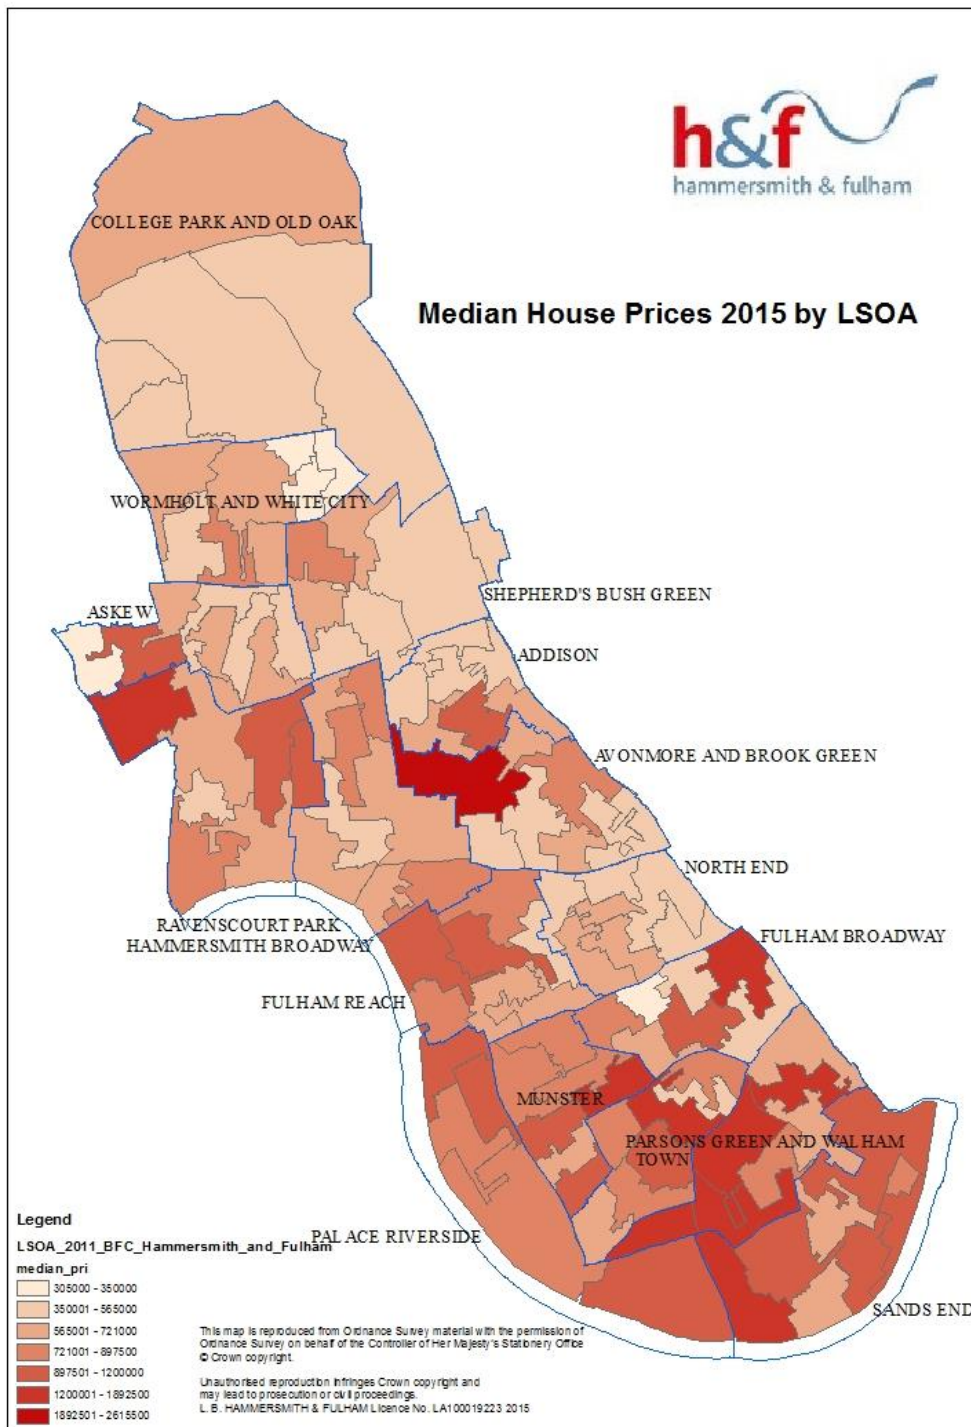 h&f
hammersmith & fulham
COLLEGE PARK AND OLD OAK
Median House Prices 2015 by LSOA
WORMHOLT AND WHITE CITY
SHEPHERD'S BUSH GREEN
ASKEW
ADDISON
AVONMORE AND BROOK GREEN
NORTH END
RAVENSCOURT PARK
HAMMERSMITH BROADWAY
FULHAM BROADWAY
FULHAM REACH
MUNSTER
PARSONS GREEN AND WALHAM
TOWN
PALACE RIVERSIDE
SANDS END
Legend
LSOA_2011_BFC_Hammersmith_and_Fulham
median_pri
305000 - 350000
350001 - 565000
565001 - 721000
721001 - 897500
897501 - 1200000
1200001 - 1892500
1892501 - 2615500
This map is reproduced from Ordinance Survey material with the permission of
Ordinance Survey on behalf of the Controller of Her Majesty's Stationery Office
© Crown copyright.
Unauthorised reproduction infringes Crown copyright and
may lead to prosecution or civil proceedings.
L. B. HAMMERSMITH & FULHAM Licence No. LA100019223 2015